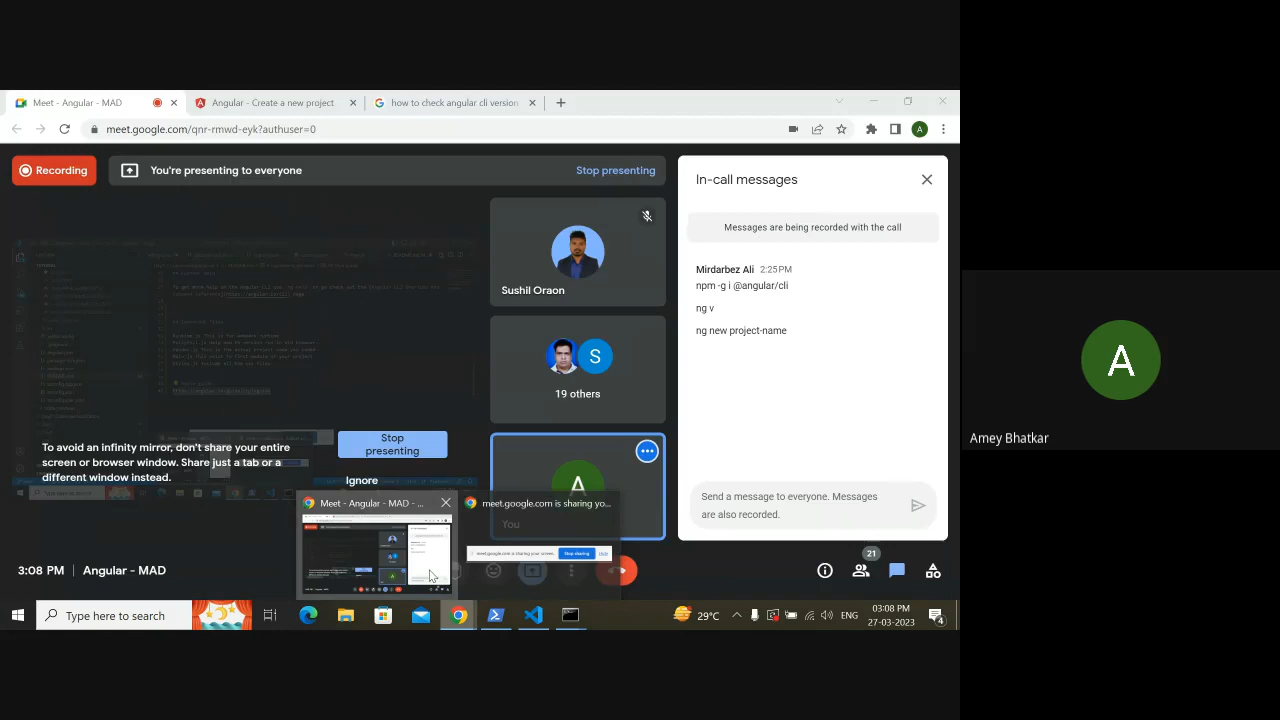 Meet - Angular - MAD
Angular - Create a new project
how to check angular cli version
meet.google.com/qnr-rmwd-eyk?authuser=0
A
Recording
You're presenting to everyone
Stop presenting
In-call messages
Messages are being recorded with the call
Mirdarbez Ali 2:25 PM
npm -g i @angular/cli
ng v
ng new project-name
Sushil Oraon
S
19 others
A
You
To avoid an infinity mirror, don't share your entire
screen or browser window. Share just a tab or a
different window instead.
Stop
presenting
Ignore
Meet - Angular - MAD - ...
meet.google.com is sharing yo...
Stop sharing
Hide
Send a message to everyone. Messages
are also recorded.
3:08 PM | Angular - MAD
21
Type here to search
29°C
ENG
03:08 PM
27-03-2023
4
A
Amey Bhatkar